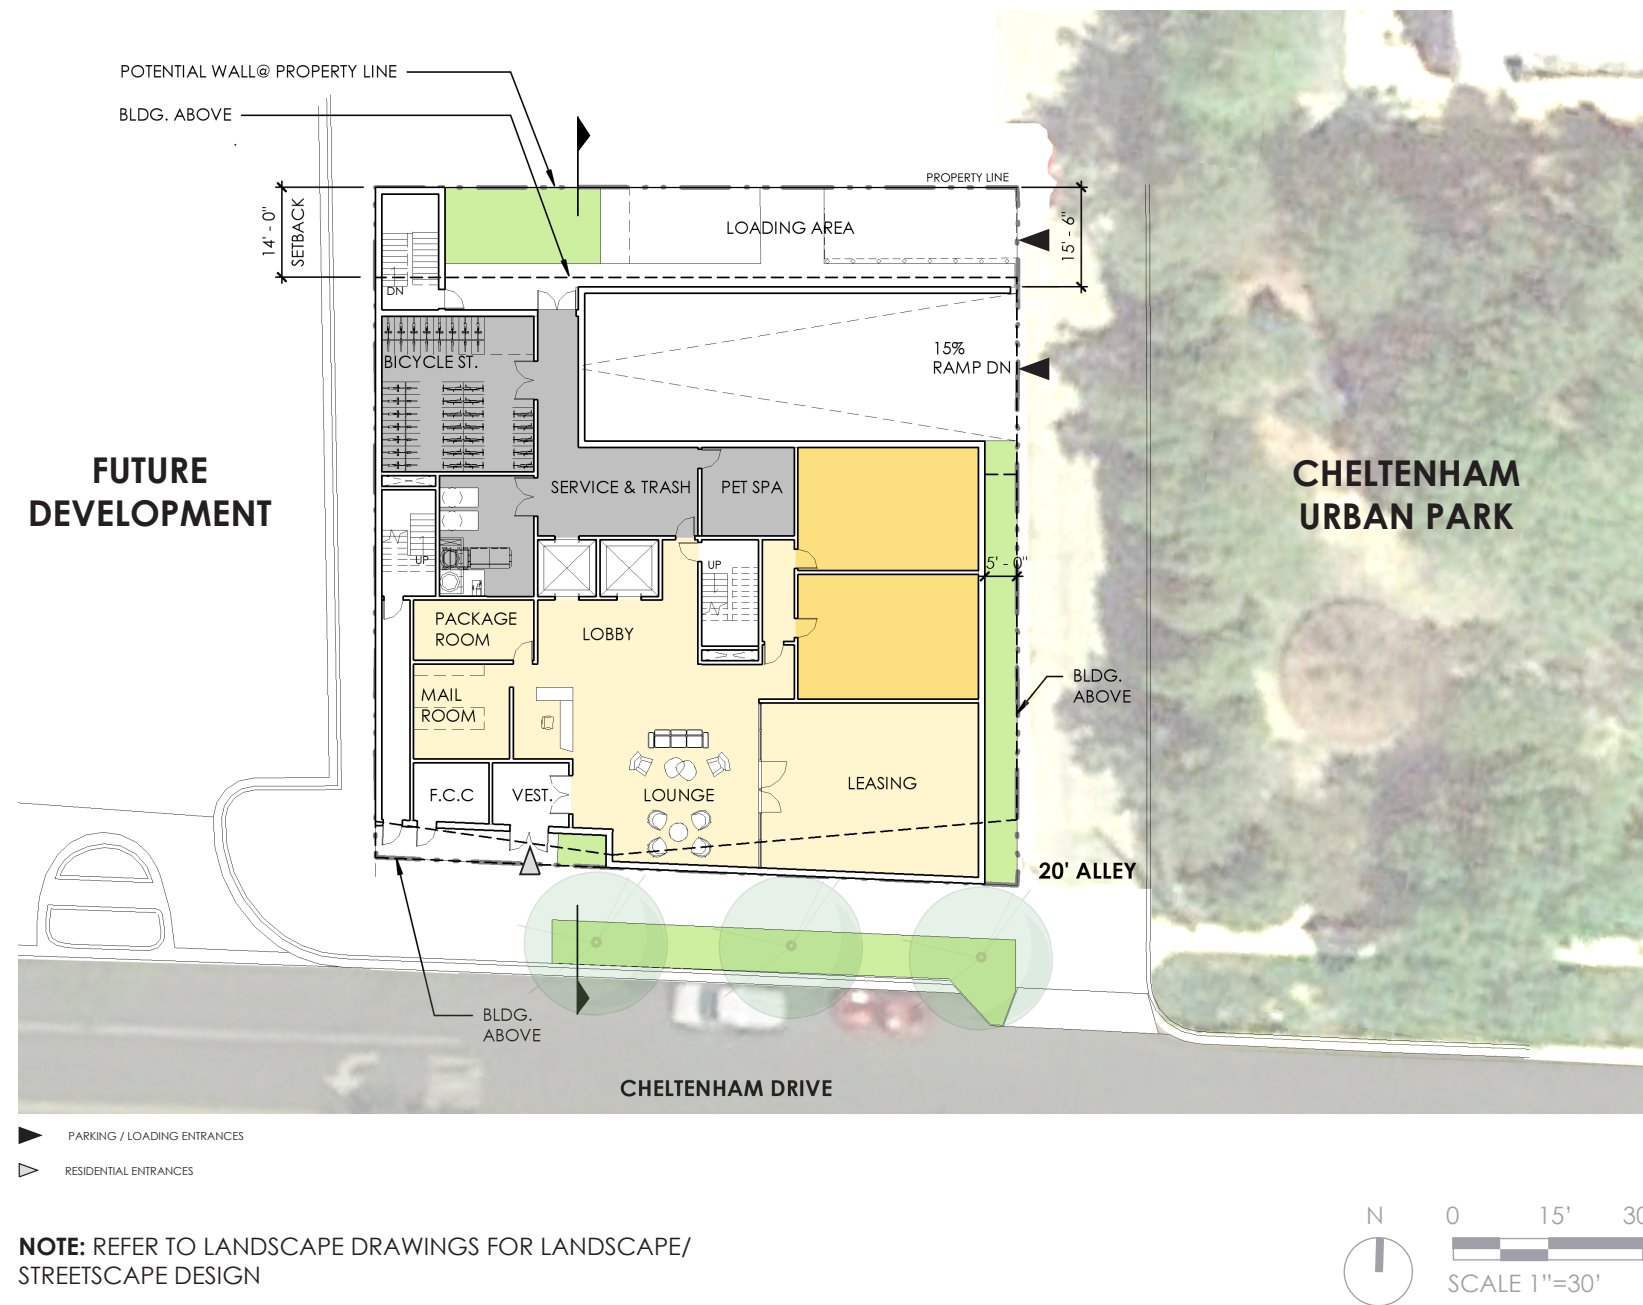 POTENTIAL WALL@ PROPERTY LINE
BLDG. ABOVE
PROPERTY LINE
14' - 0"
SETBACK
LOADING AREA
15' - 6"
DN
BICYCLE ST.
15%
RAMP DN
FUTURE
DEVELOPMENT
CHELTENHAM
URBAN PARK
SERVICE & TRASH
PET SPA
UP
UP
5' - 0"
PACKAGE
ROOM
LOBBY
MAIL
ROOM
BLDG.
ABOVE
F.C.C
VEST.
LOUNGE
LEASING
20' ALLEY
BLDG.
ABOVE
CHELTENHAM DRIVE
PARKING / LOADING ENTRANCES
RESIDENTIAL ENTRANCES
NOTE: REFER TO LANDSCAPE DRAWINGS FOR LANDSCAPE/
STREETSCAPE DESIGN
N
0 15’ 30
SCALE 1”=30’